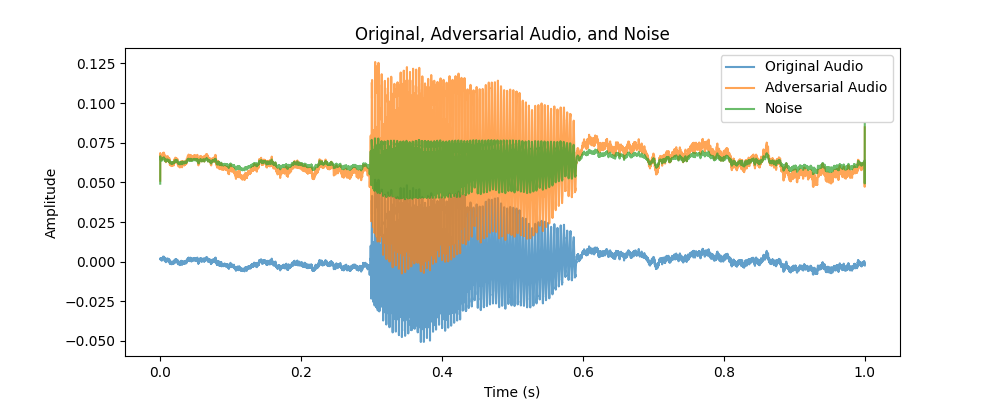 Original, Adversarial Audio, and Noise
Original Audio
Adversarial Audio
Noise
Amplitude
0.125
0.100
0.075
0.050
0.025
0.000
−0.025
−0.050
0.0 0.2 0.4 0.6 0.8 1.0
Time (s)